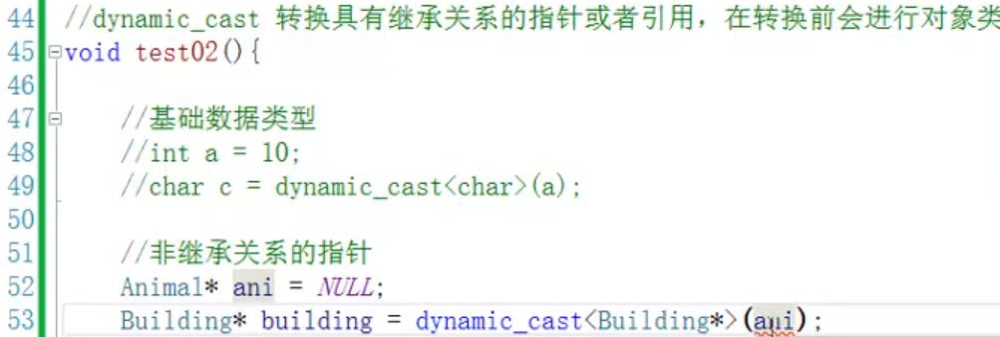 44 //dynamic_cast 转换具有继承关系的指针或者引用，在转换前会进行对象类
45 void test02(){
46
47 //基础数据类型
48 //int a = 10;
49 //char c = dynamic_cast<char>(a);
50
51 //非继承关系的指针
52 Animal* ani = NULL;
53 Building* building = dynamic_cast<Building*>(ani);